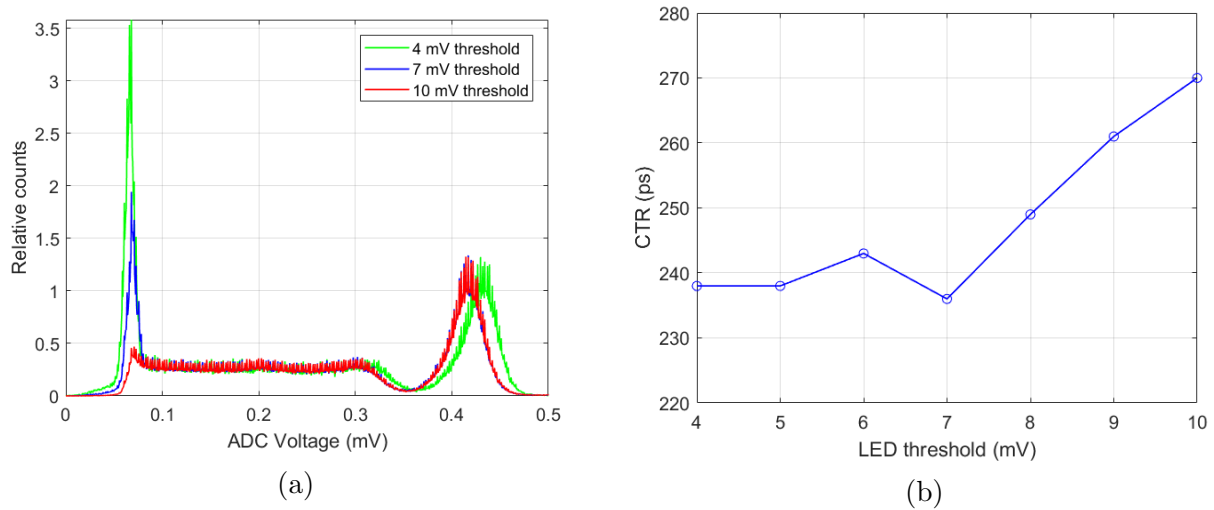 3.5
3
2.5
2
1.5
1
0.5
0
Relative counts
4 mV threshold
7 mV threshold
10 mV threshold
0 0.1 0.2 0.3 0.4 0.5
ADC Voltage (mV)
(a)
280
270
260
250
240
230
220
CTR (ps)
4 5 6 7 8 9 10
LED threshold (mV)
(b)